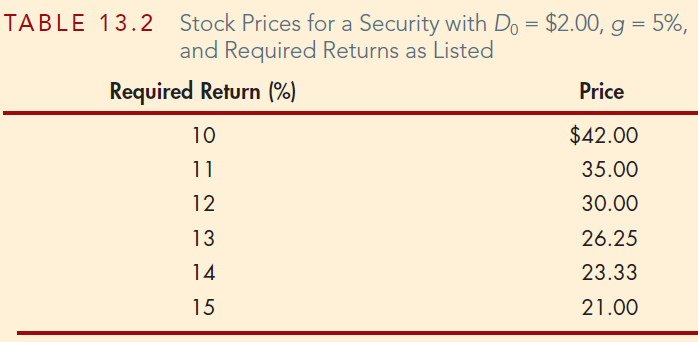 TABLE 13.2 Stock Prices for a Security with D₀ = $2.00, g = 5%,
and Required Returns as Listed
Required Return (%) Price
10 $42.00
11 35.00
12 30.00
13 26.25
14 23.33
15 21.00